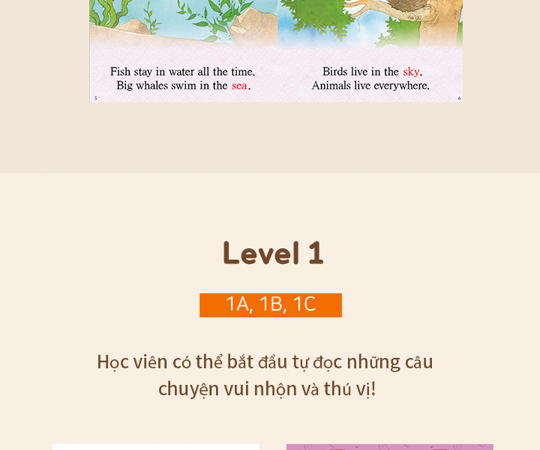 Fish stay in water all the time.
Big whales swim in the sea.
5
Birds live in the sky.
Animals live everywhere.
6
Level 1
1A, 1B, 1C
Học viên có thể bắt đầu tự đọc những câu
chuyện vui nhộn và thú vị!